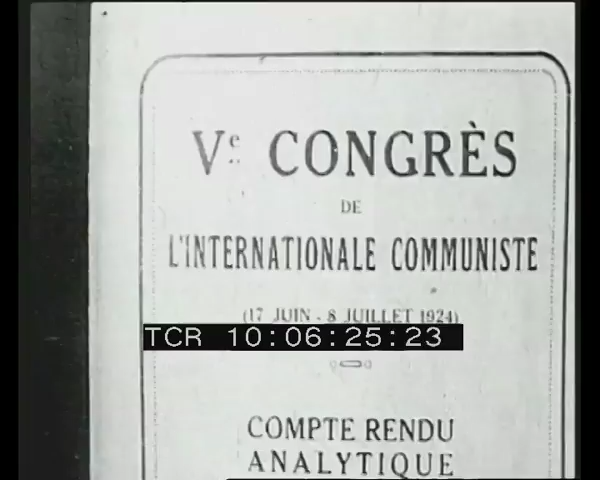 Ve CONGRÈS
DE
L'INTERNATIONALE COMMUNISTE
(17 JUIN - 8 JUILLET 1924)
TCR 10:06:25:23
COMPTE RENDU
ANALYTIQUE